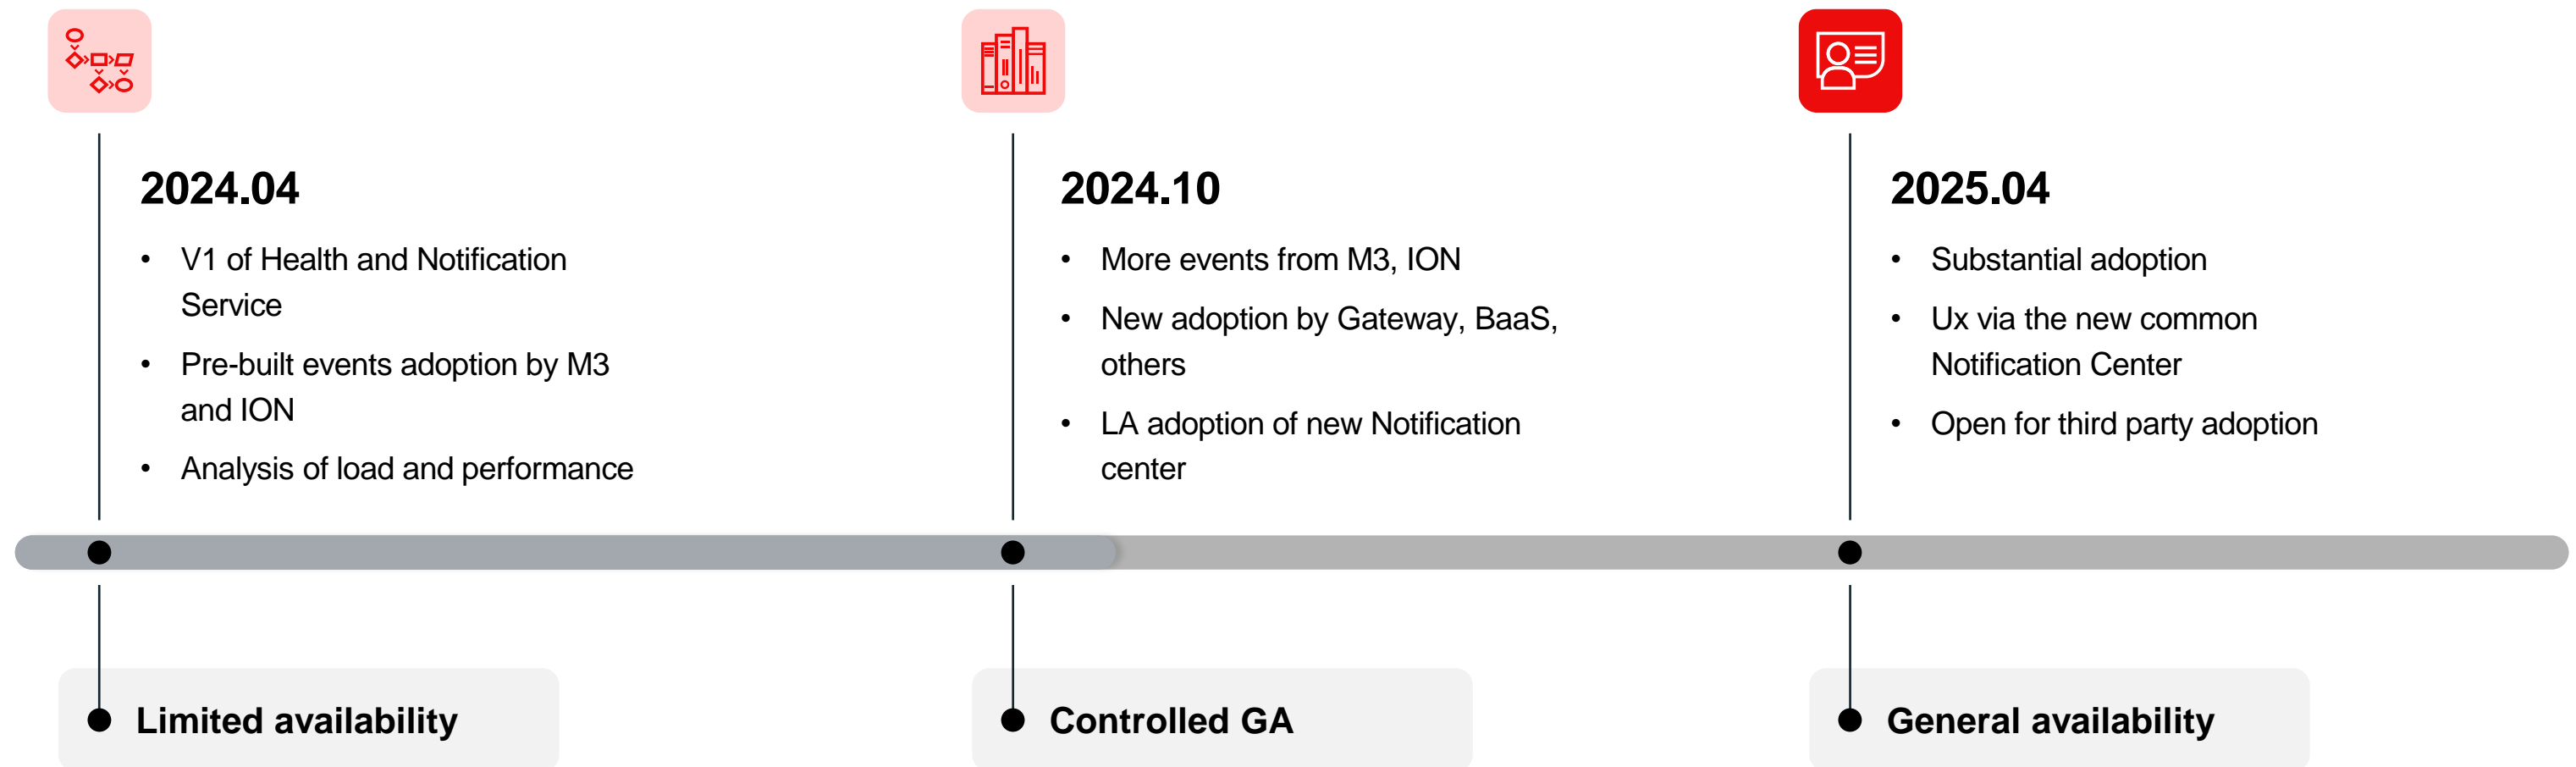 2024.04
• V1 of Health and Notification
Service
• Pre-built events adoption by M3
and ION
• Analysis of load and performance
Limited availability
2024.10
• More events from M3, ION
• New adoption by Gateway, BaaS,
others
• LA adoption of new Notification
center
Controlled GA
2025.04
• Substantial adoption
• Ux via the new common
Notification Center
• Open for third party adoption
General availability